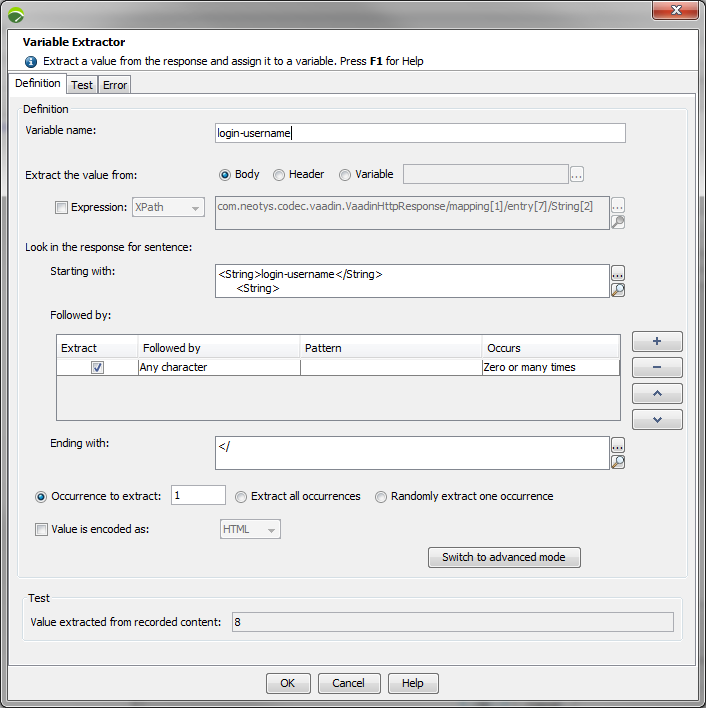 Variable Extractor
Extract a value from the response and assign it to a variable. Press F1 for Help
Definition Test Error
Definition
Variable name: login-username
Extract the value from: Body Header Variable ...
Expression: XPath com.neotys.codec.vaadin.VaadinHttpResponse/mapping[1]/entry[7]/String[2] ...
Look in the response for sentence:
Starting with: <String>login-username</String> ...
<String>
Followed by:
Extract Followed by Pattern Occurs
Any character Zero or many times
Ending with: </ ...
Occurrence to extract: 1 Extract all occurrences Randomly extract one occurrence
Value is encoded as: HTML
Switch to advanced mode
Test
Value extracted from recorded content: 8
OK Cancel Help